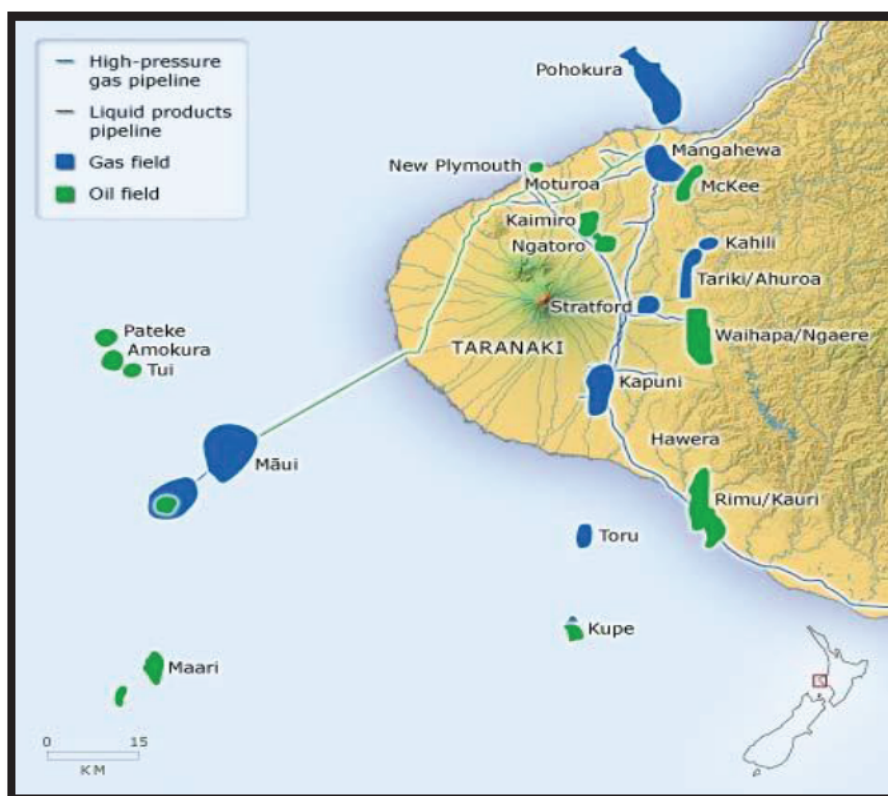 High-pressure
gas pipeline
Liquid products
pipeline
Gas field
Oil field
Pohokura
New Plymouth
Mangahewa
Moturoa
McKee
Kaimiro
Ngatoro
Kahili
Tariki/Ahuroa
Stratford
Pateke
Amokura
Tui
Waihapa/Ngaere
TARANAKI
Kapuni
Hawera
Māui
Rimu/Kauri
Toru
Kupe
Maari
0 15
KM